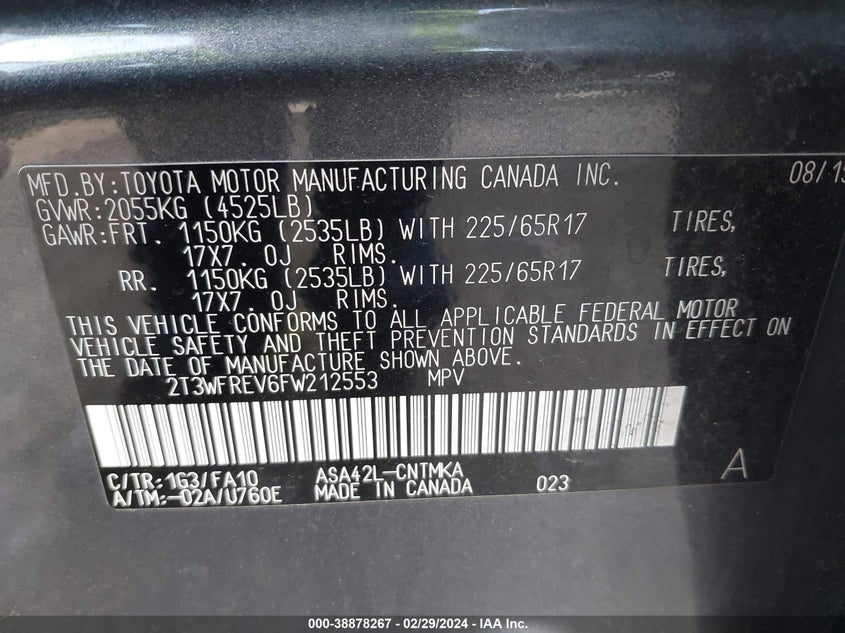 MFD.BY:TOYOTA MOTOR MANUFACTURING CANADA INC. 08/15
GVWR:2055KG (4525LB)
GAWR:FRT. 1150KG (2535LB) WITH 225/65R17 TIRES,
17X7.0J RIMS.
RR. 1150KG (2535LB) WITH 225/65R17 TIRES,
17X7.0J RIMS.
THIS VEHICLE CONFORMS TO ALL APPLICABLE FEDERAL MOTOR
VEHICLE SAFETY AND THEFT PREVENTION STANDARDS IN EFFECT ON
THE DATE OF MANUFACTURE SHOWN ABOVE.
2T3WFREV6FW212553 MPV
C/TR:1G3/FA10 ASA42L-CNTMKA A
A/TM:-02A/U760E MADE IN CANADA 023
000-38878267 - 02/29/2024 - IAA Inc.